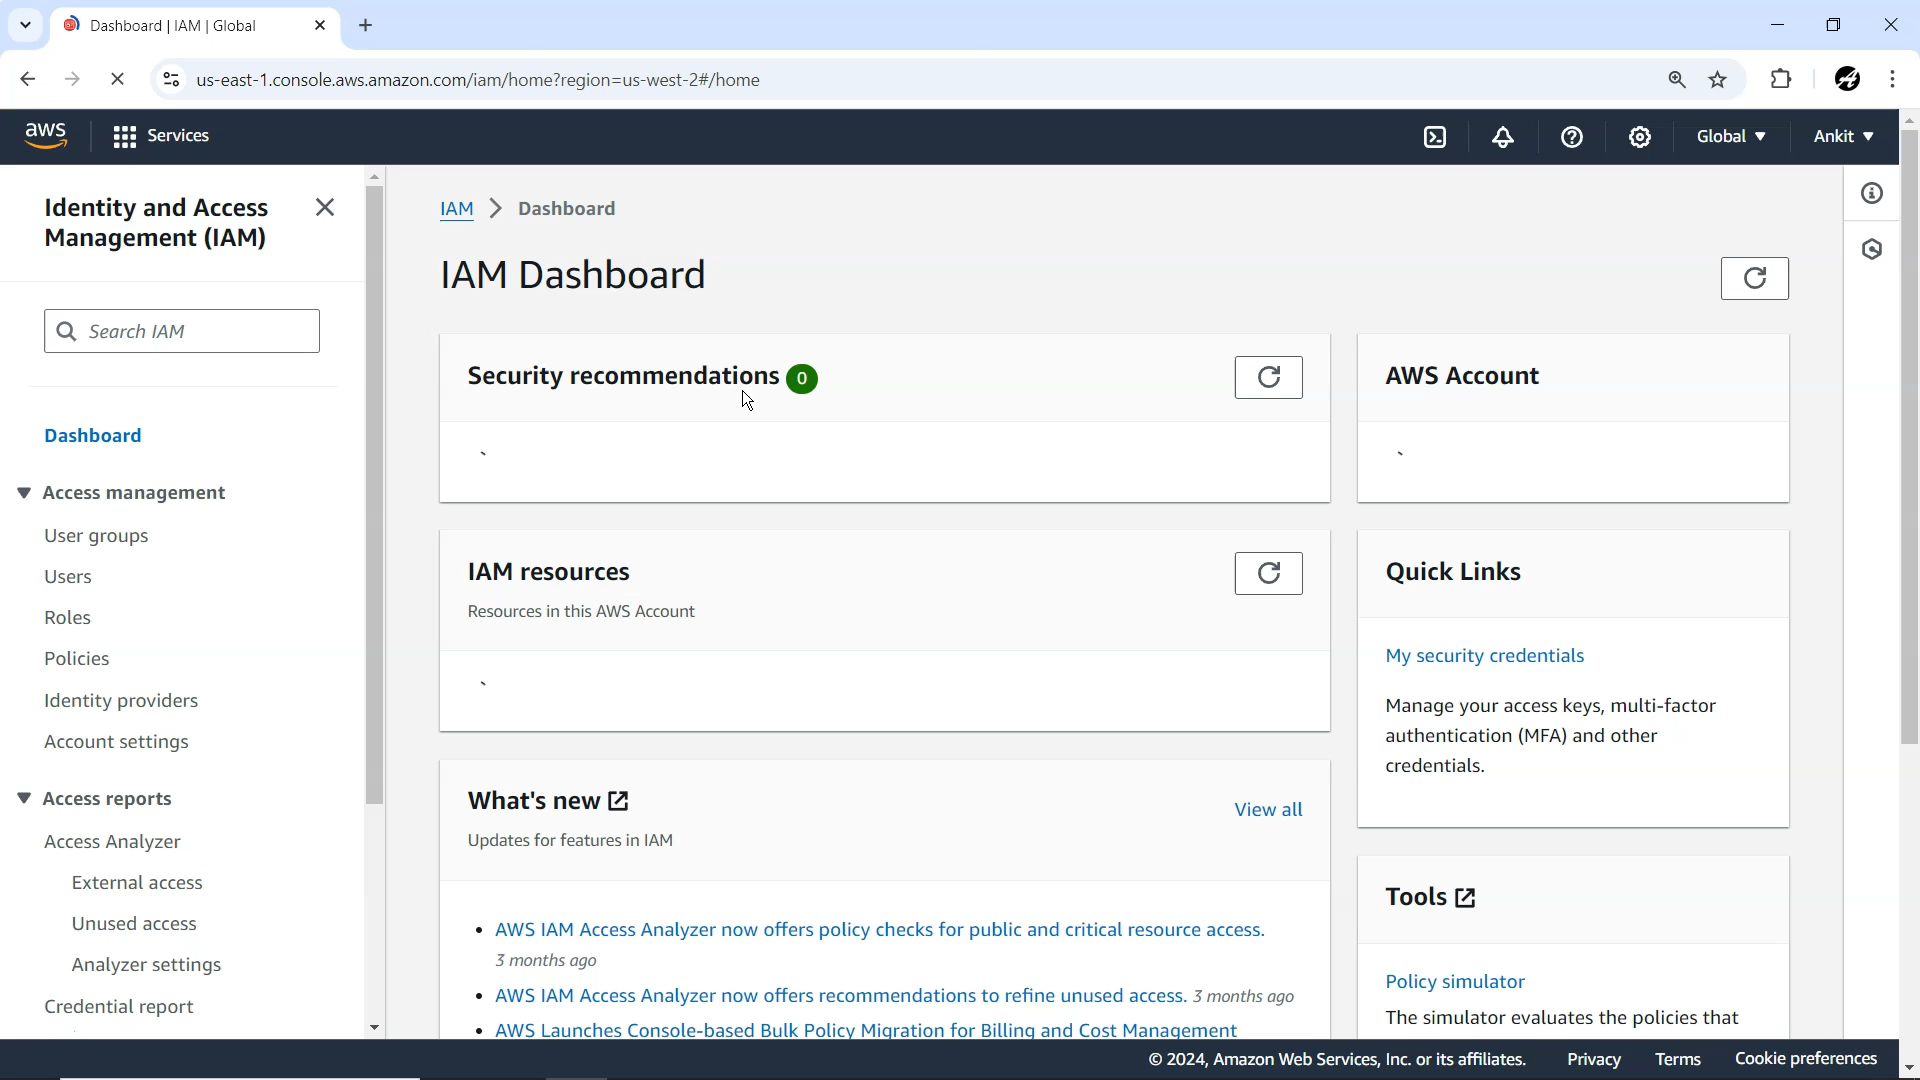 Dashboard | IAM | Global
us-east-1.console.aws.amazon.com/iam/home?region=us-west-2#/home
aws
Services
Global
Ankit
Identity and Access
Management (IAM)
Search IAM
Dashboard
Access management
User groups
Users
Roles
Policies
Identity providers
Account settings
Access reports
Access Analyzer
External access
Unused access
Analyzer settings
Credential report
IAM > Dashboard
IAM Dashboard
Security recommendations 0
AWS Account
IAM resources
Resources in this AWS Account
Quick Links
My security credentials
Manage your access keys, multi-factor
authentication (MFA) and other
credentials.
What's new
View all
Updates for features in IAM
• AWS IAM Access Analyzer now offers policy checks for public and critical resource access.
3 months ago
• AWS IAM Access Analyzer now offers recommendations to refine unused access. 3 months ago
• AWS Launches Console-based Bulk Policy Migration for Billing and Cost Management
Tools
Policy simulator
The simulator evaluates the policies that
© 2024, Amazon Web Services, Inc. or its affiliates.
Privacy
Terms
Cookie preferences